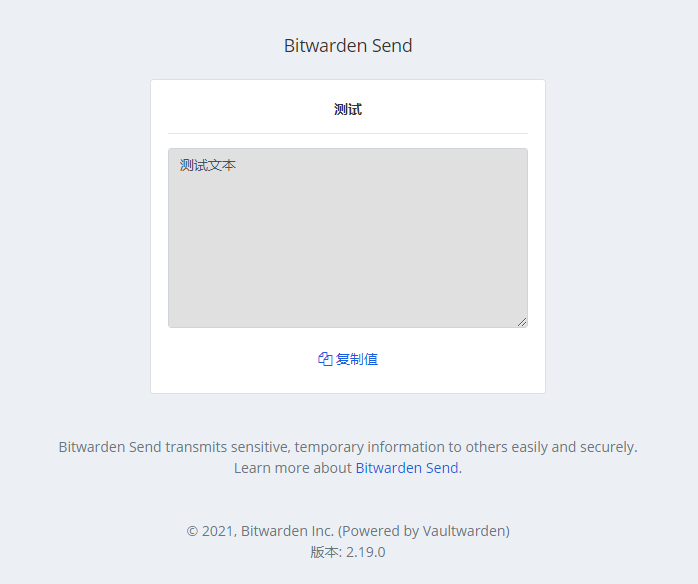 Bitwarden Send
测试
测试文本
复制值
Bitwarden Send transmits sensitive, temporary information to others easily and securely.
Learn more about Bitwarden Send.
© 2021, Bitwarden Inc. (Powered by Vaultwarden)
版本: 2.19.0